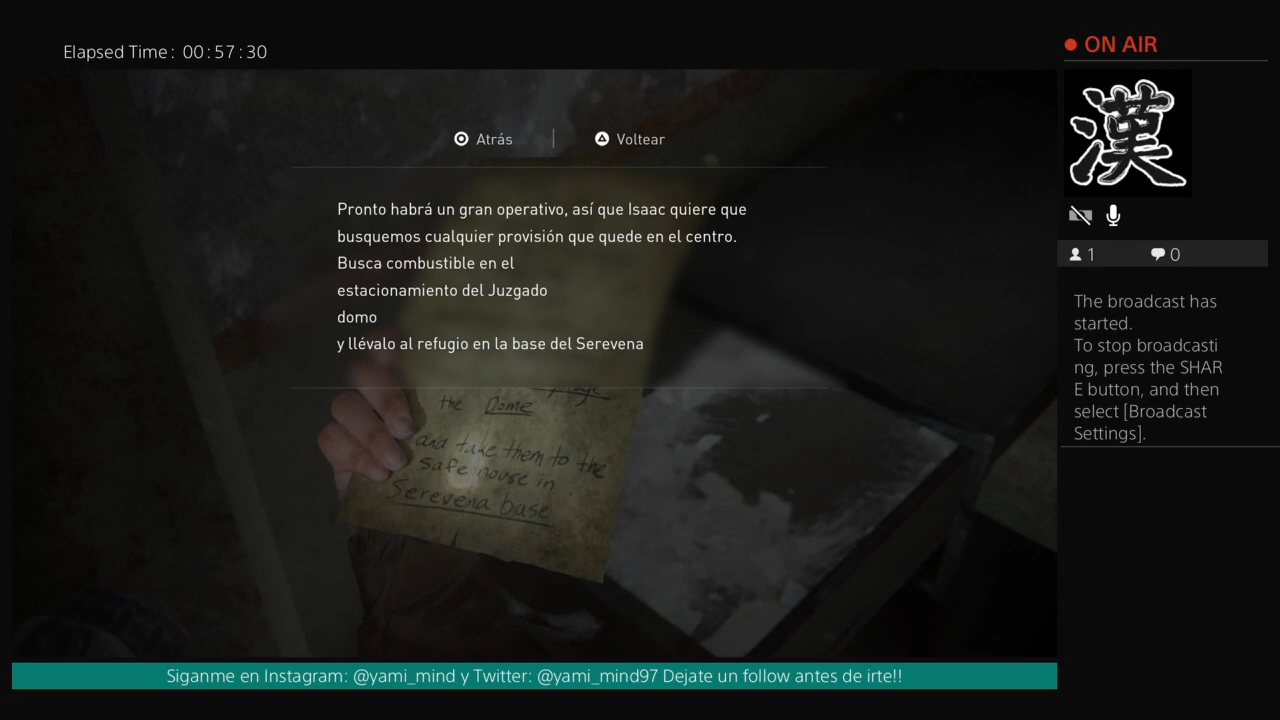 Elapsed Time: 00:57:30
ON AIR
漢
Atrás | Voltear
Pronto habrá un gran operativo, así que Isaac quiere que
busquemos cualquier provisión que quede en el centro.
Busca combustible en el
estacionamiento del Juzgado
domo
y llévalo al refugio en la base del Serevena
the Dome
and take them to the
safe house in
Serevena base
1 0
The broadcast has
started.
To stop broadcasti
ng, press the SHAR
E button, and then
select [Broadcast
Settings].
Siganme en Instagram: @yami_mind y Twitter: @yami_mind97 Dejate un follow antes de irte!!